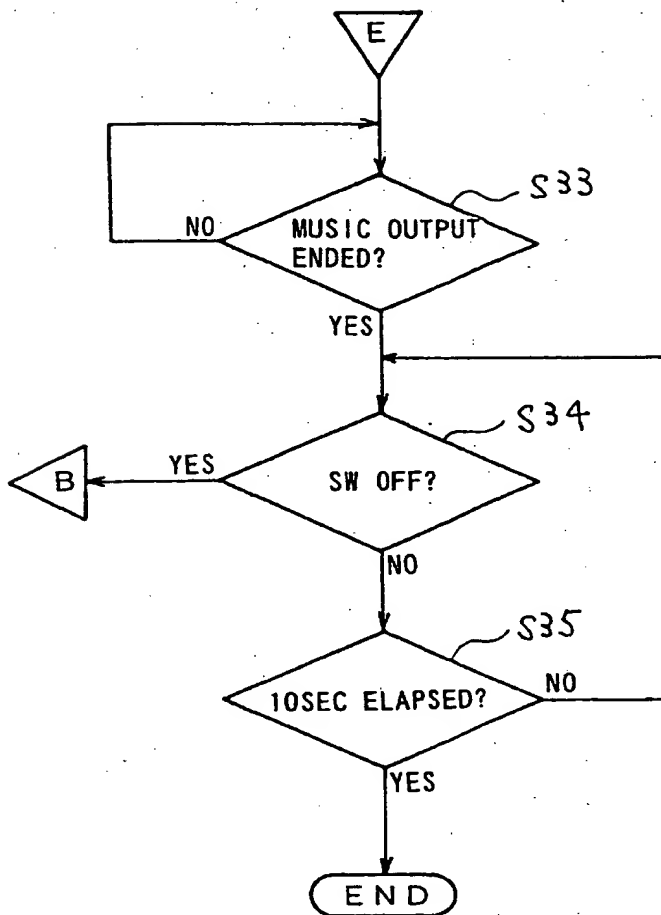 E
S33
NO
MUSIC OUTPUT
ENDED?
YES
S34
YES
B
SW OFF?
NO
S35
10SEC ELAPSED?
NO
YES
END